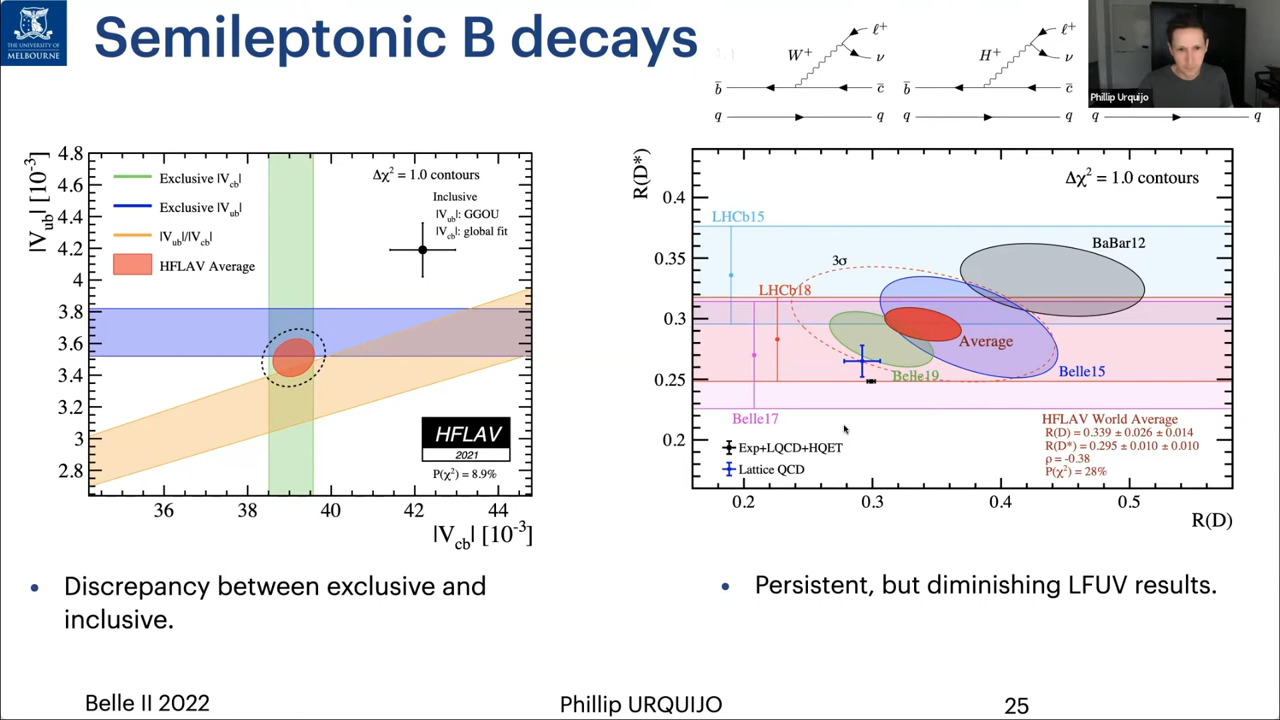 THE UNIVERSITY OF
MELBOURNE
Semileptonic B decays
W⁺
ℓ⁺
ν
b̄
c̄
q
q
H⁺
ℓ⁺
ν
b̄
c̄
q
q
q
q
Phillip Urquijo
|Vub| [10⁻³]
4.8
4.6
4.4
4.2
4
3.8
3.6
3.4
3.2
3
2.8
Exclusive |Vcb|
Exclusive |Vub|
|Vub|/|Vcb|
HFLAV Average
Δχ² = 1.0 contours
Inclusive
|Vub|: GGOU
|Vcb|: global fit
HFLAV
2021
P(χ²) = 8.9%
36
38
40
42
44
|Vcb| [10⁻³]
R(D*)
0.4
0.35
0.3
0.25
0.2
Δχ² = 1.0 contours
LHCb15
BaBar12
3σ
LHCb18
Average
Belle19
Belle15
Belle17
Exp+LQCD+HQET
Lattice QCD
HFLAV World Average
R(D) = 0.339 ± 0.026 ± 0.014
R(D*) = 0.295 ± 0.010 ± 0.010
ρ = -0.38
P(χ²) = 28%
0.2
0.3
0.4
0.5
R(D)
• Discrepancy between exclusive and
inclusive.
• Persistent, but diminishing LFUV results.
Belle II 2022
Phillip URQUIJO
25